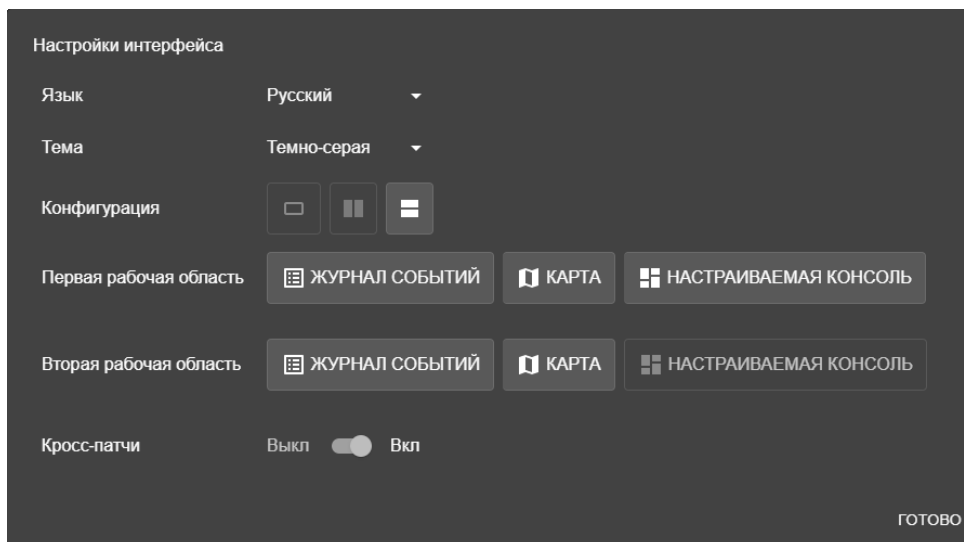 Настройки интерфейса
Язык Русский
Тема Темно-серая
Конфигурация
Первая рабочая область ЖУРНАЛ СОБЫТИЙ КАРТА НАСТРАИВАЕМАЯ КОНСОЛЬ
Вторая рабочая область ЖУРНАЛ СОБЫТИЙ КАРТА НАСТРАИВАЕМАЯ КОНСОЛЬ
Кросс-патчи Выкл Вкл
ГОТОВО